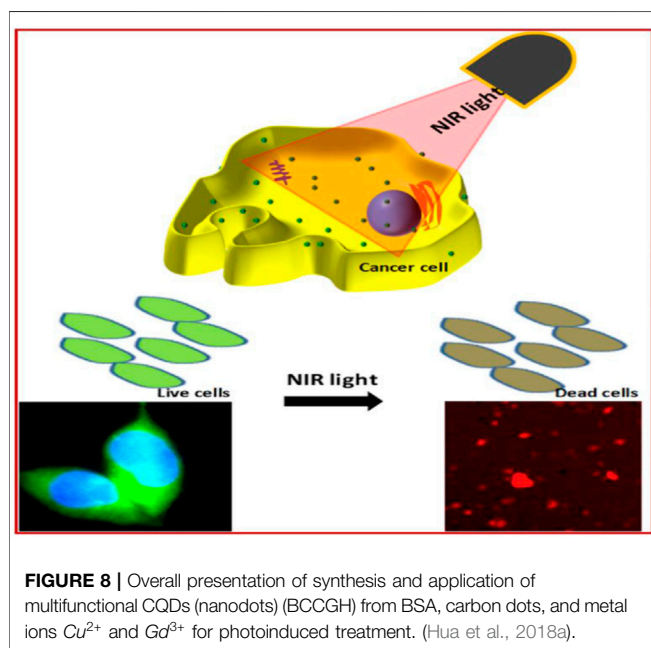 NIR light
Cancer cell
NIR light
Live cells
Dead cells
FIGURE 8 | Overall presentation of synthesis and application of
multifunctional CQDs (nanodots) (BCCGH) from BSA, carbon dots, and metal
ions Cu²⁺ and Gd³⁺ for photoinduced treatment. (Hua et al., 2018a).